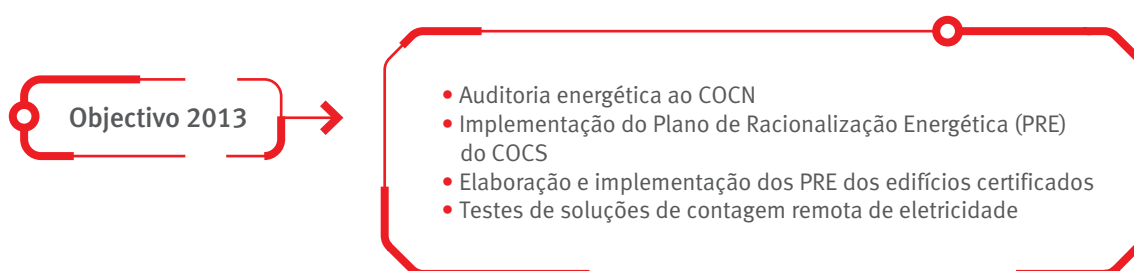 Objectivo 2013
• Auditoria energética ao COCN
• Implementação do Plano de Racionalização Energética (PRE)
do COCS
• Elaboração e implementação dos PRE dos edifícios certificados
• Testes de soluções de contagem remota de eletricidade